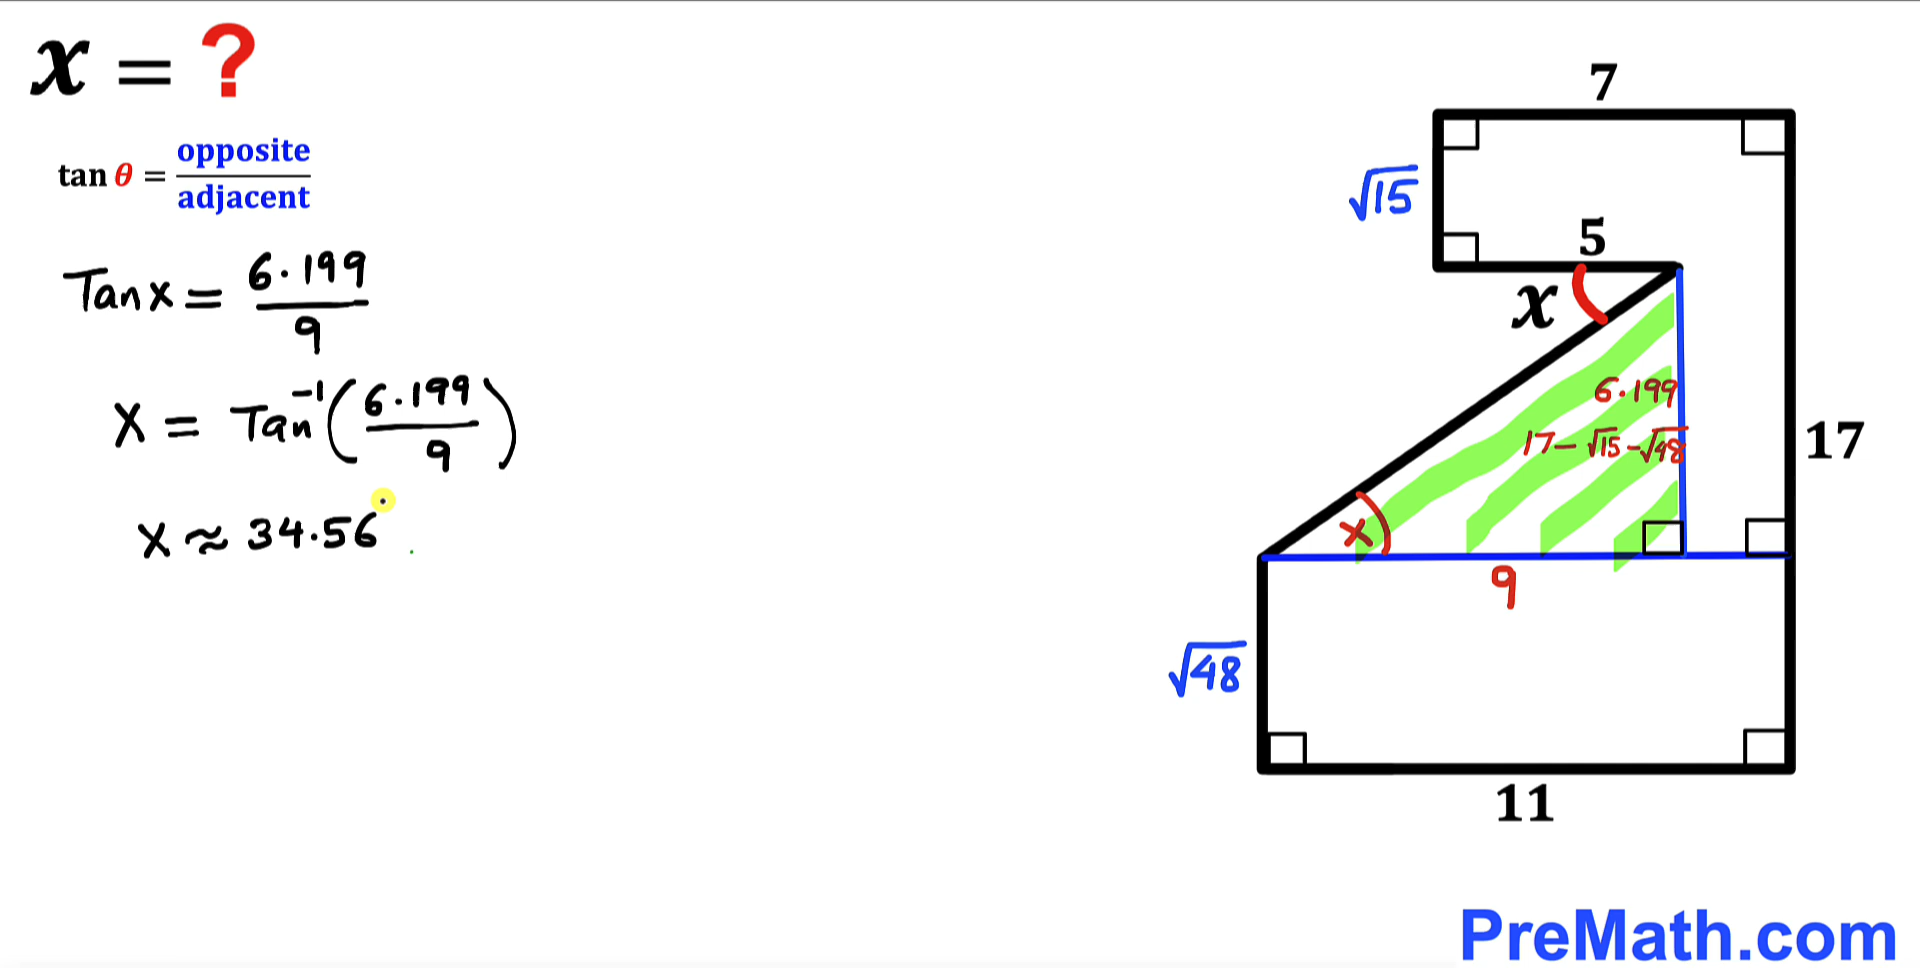 x = ?
tan θ = opposite / adjacent
Tan x = 6.199 / 9
x = Tan⁻¹(6.199 / 9)
x ≈ 34.56°
7
√15
5
x
6.199
17-√15-√48
17
x
9
√48
11
PreMath.com